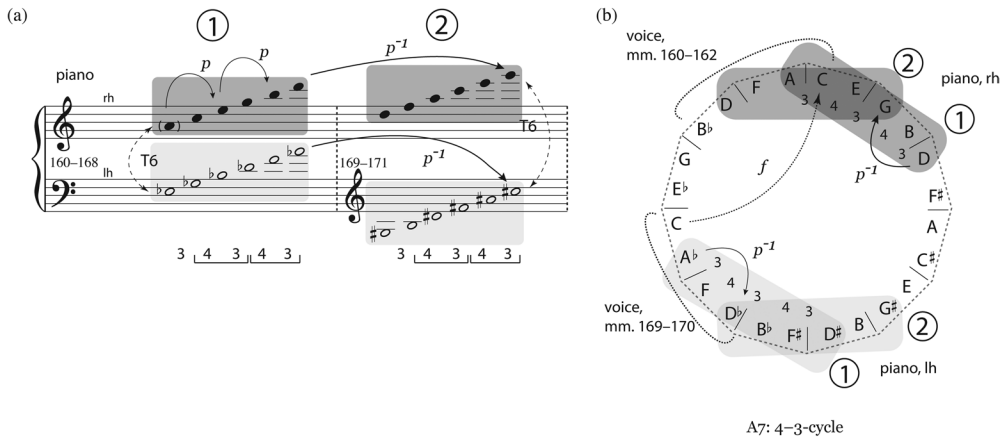 (a)
1
2
p
p
p⁻¹
piano
rh
( )
T6
T6
160–168
lh
169–171
p⁻¹
3 4 3 4 3
3 4 3 4 3
(b)
voice,
mm. 160–162
2
piano, rh
1
A C E G B D F♯ A C♯ E G♯ B D♯ F♯ B♭ D♭ F A♭ C E♭ G B♭ D F
3 4 3 4 3
p⁻¹
f
p⁻¹
3 4 3 4 3
voice,
mm. 169–170
2
1
piano, lh
A7: 4–3-cycle